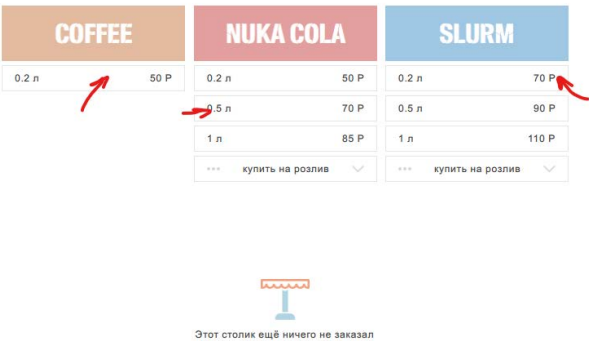 COFFEE
0.2 л 50 Р
NUKA COLA
0.2 л 50 Р
0.5 л 70 Р
1 л 85 Р
купить на розлив
SLURM
0.2 л 70 Р
0.5 л 90 Р
1 л 110 Р
купить на розлив
Этот столик ещё ничего не заказал